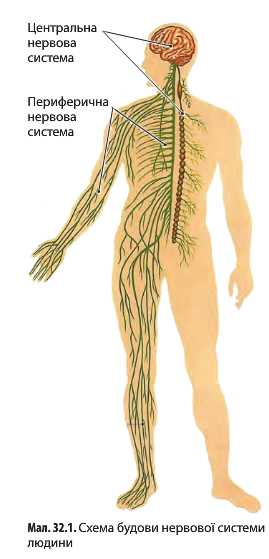 Центральна
нервова
система
Периферична
нервова
система
Мал. 32.1. Схема будови нервової системи
людини